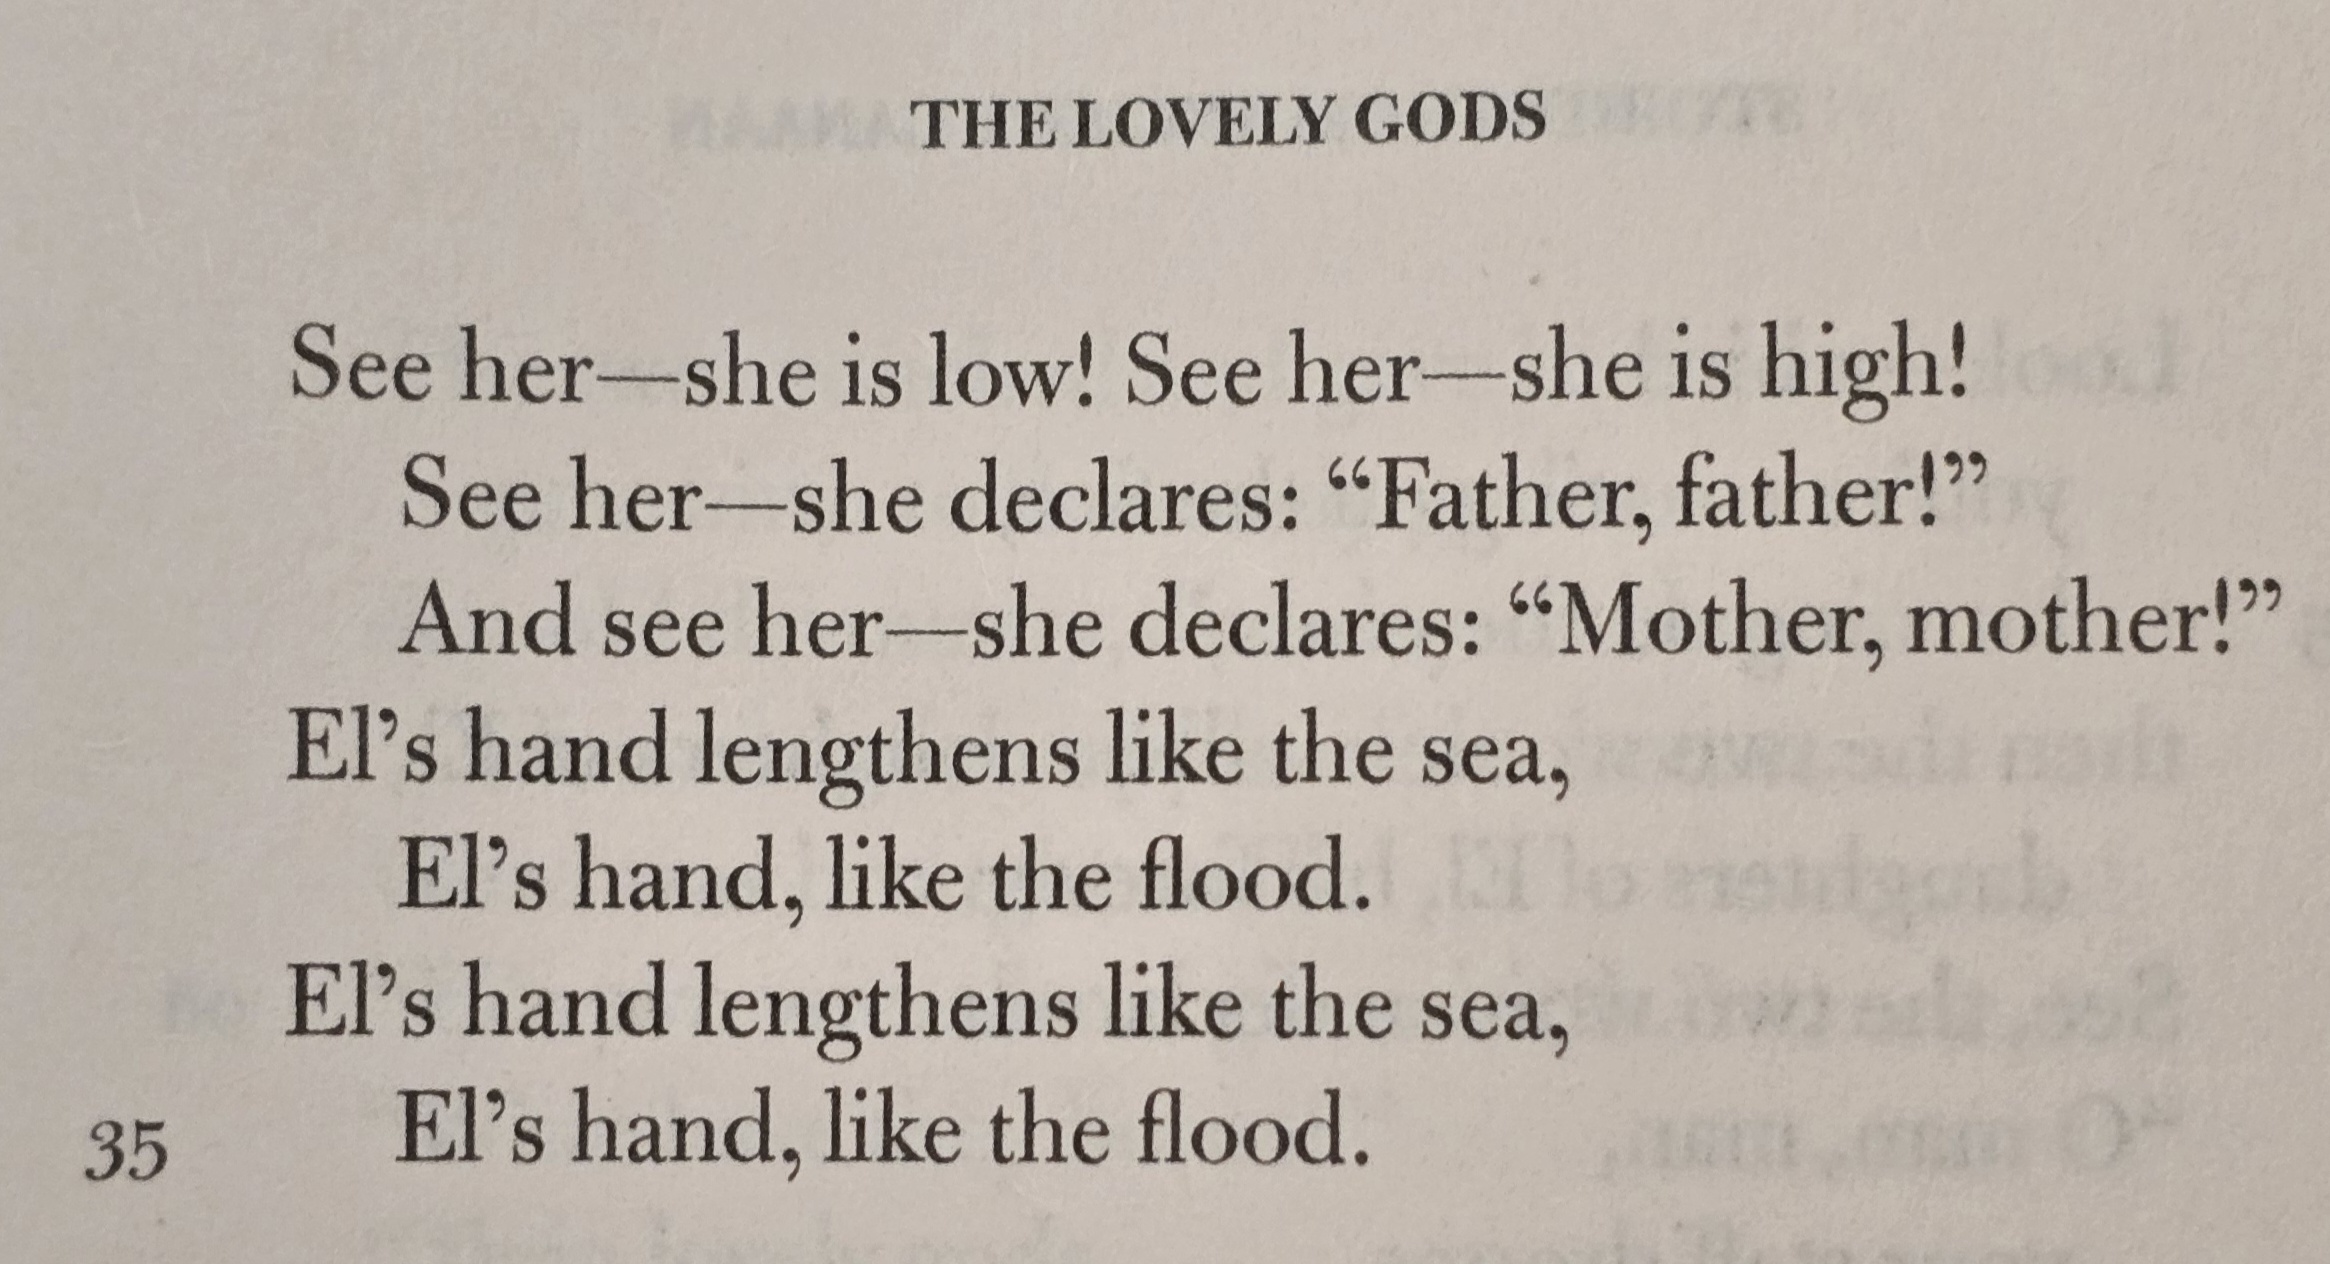 THE LOVELY GODS
See her—she is low! See her—she is high!
See her—she declares: “Father, father!”
And see her—she declares: “Mother, mother!”
El’s hand lengthens like the sea,
El’s hand, like the flood.
El’s hand lengthens like the sea,
35 El’s hand, like the flood.